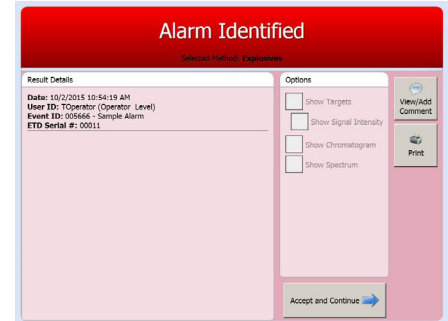 Alarm Identified
Selected Method: Explosives
Result Details
Date: 10/2/2015 10:54:19 AM
User ID: TOperator (Operator Level)
Event ID: 005666 - Sample Alarm
ETD Serial #: 00011
Options
Show Targets
Show Signal Intensity
Show Chromatogram
Show Spectrum
View/Add
Comment
Print
Accept and Continue